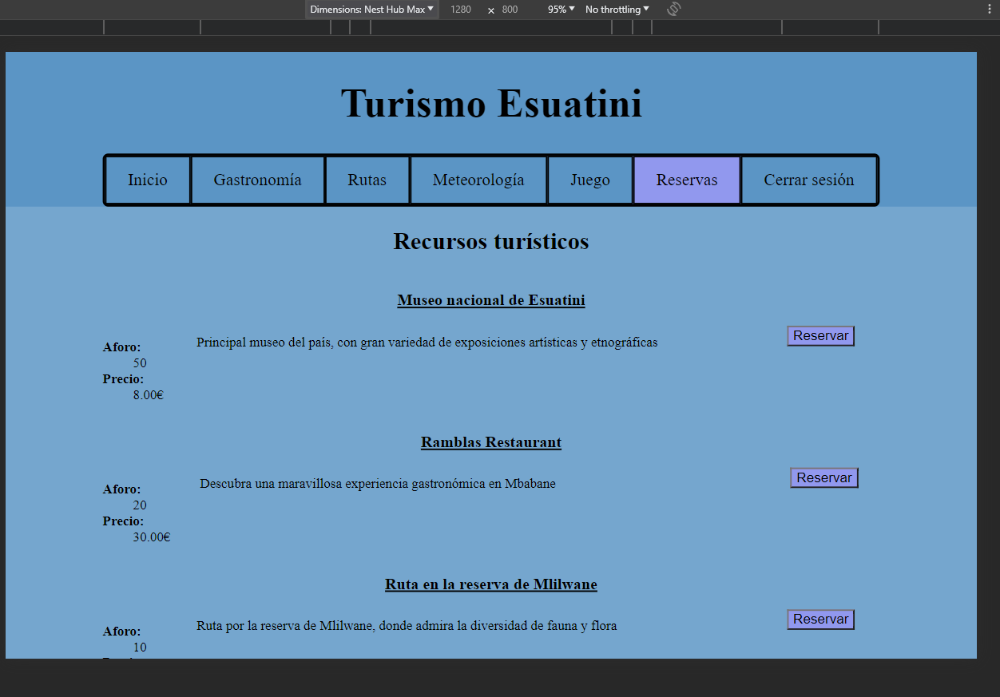 Dimensions: Nest Hub Max 1280 x 800 95% No throttling
Turismo Esuatini
Inicio Gastronomía Rutas Meteorología Juego Reservas Cerrar sesión
Recursos turísticos
Museo nacional de Esuatini
Principal museo del país, con gran variedad de exposiciones artísticas y etnográficas Reservar
Aforo:
50
Precio:
8.00€
Ramblas Restaurant
Descubra una maravillosa experiencia gastronómica en Mbabane Reservar
Aforo:
20
Precio:
30.00€
Ruta en la reserva de Mlilwane
Ruta por la reserva de Mlilwane, donde admira la diversidad de fauna y flora Reservar
Aforo:
10